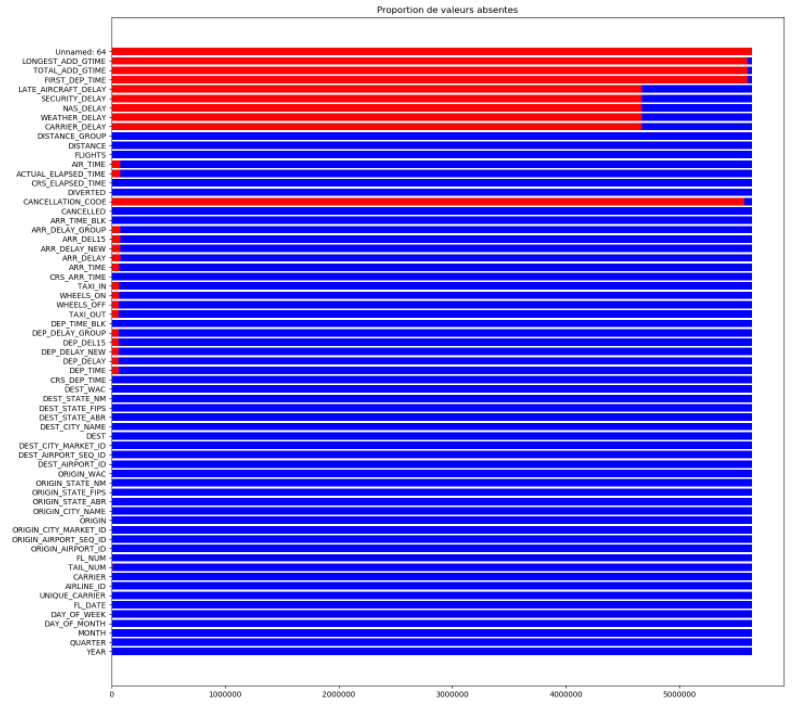 Proportion de valeurs absentes
Unnamed: 64
LONGEST_ADD_GTIME
TOTAL_ADD_GTIME
FIRST_DEP_TIME
LATE_AIRCRAFT_DELAY
SECURITY_DELAY
NAS_DELAY
WEATHER_DELAY
CARRIER_DELAY
DISTANCE_GROUP
DISTANCE
FLIGHTS
AIR_TIME
ACTUAL_ELAPSED_TIME
CRS_ELAPSED_TIME
DIVERTED
CANCELLATION_CODE
CANCELLED
ARR_TIME_BLK
ARR_DELAY_GROUP
ARR_DEL15
ARR_DELAY_NEW
ARR_DELAY
ARR_TIME
CRS_ARR_TIME
TAXI_IN
WHEELS_ON
WHEELS_OFF
TAXI_OUT
DEP_TIME_BLK
DEP_DELAY_GROUP
DEP_DEL15
DEP_DELAY_NEW
DEP_DELAY
DEP_TIME
CRS_DEP_TIME
DEST_WAC
DEST_STATE_NM
DEST_STATE_FIPS
DEST_STATE_ABR
DEST_CITY_NAME
DEST
DEST_CITY_MARKET_ID
DEST_AIRPORT_SEQ_ID
DEST_AIRPORT_ID
ORIGIN_WAC
ORIGIN_STATE_NM
ORIGIN_STATE_FIPS
ORIGIN_STATE_ABR
ORIGIN_CITY_NAME
ORIGIN
ORIGIN_CITY_MARKET_ID
ORIGIN_AIRPORT_SEQ_ID
ORIGIN_AIRPORT_ID
FL_NUM
TAIL_NUM
CARRIER
AIRLINE_ID
UNIQUE_CARRIER
FL_DATE
DAY_OF_WEEK
DAY_OF_MONTH
MONTH
QUARTER
YEAR
0 1000000 2000000 3000000 4000000 5000000